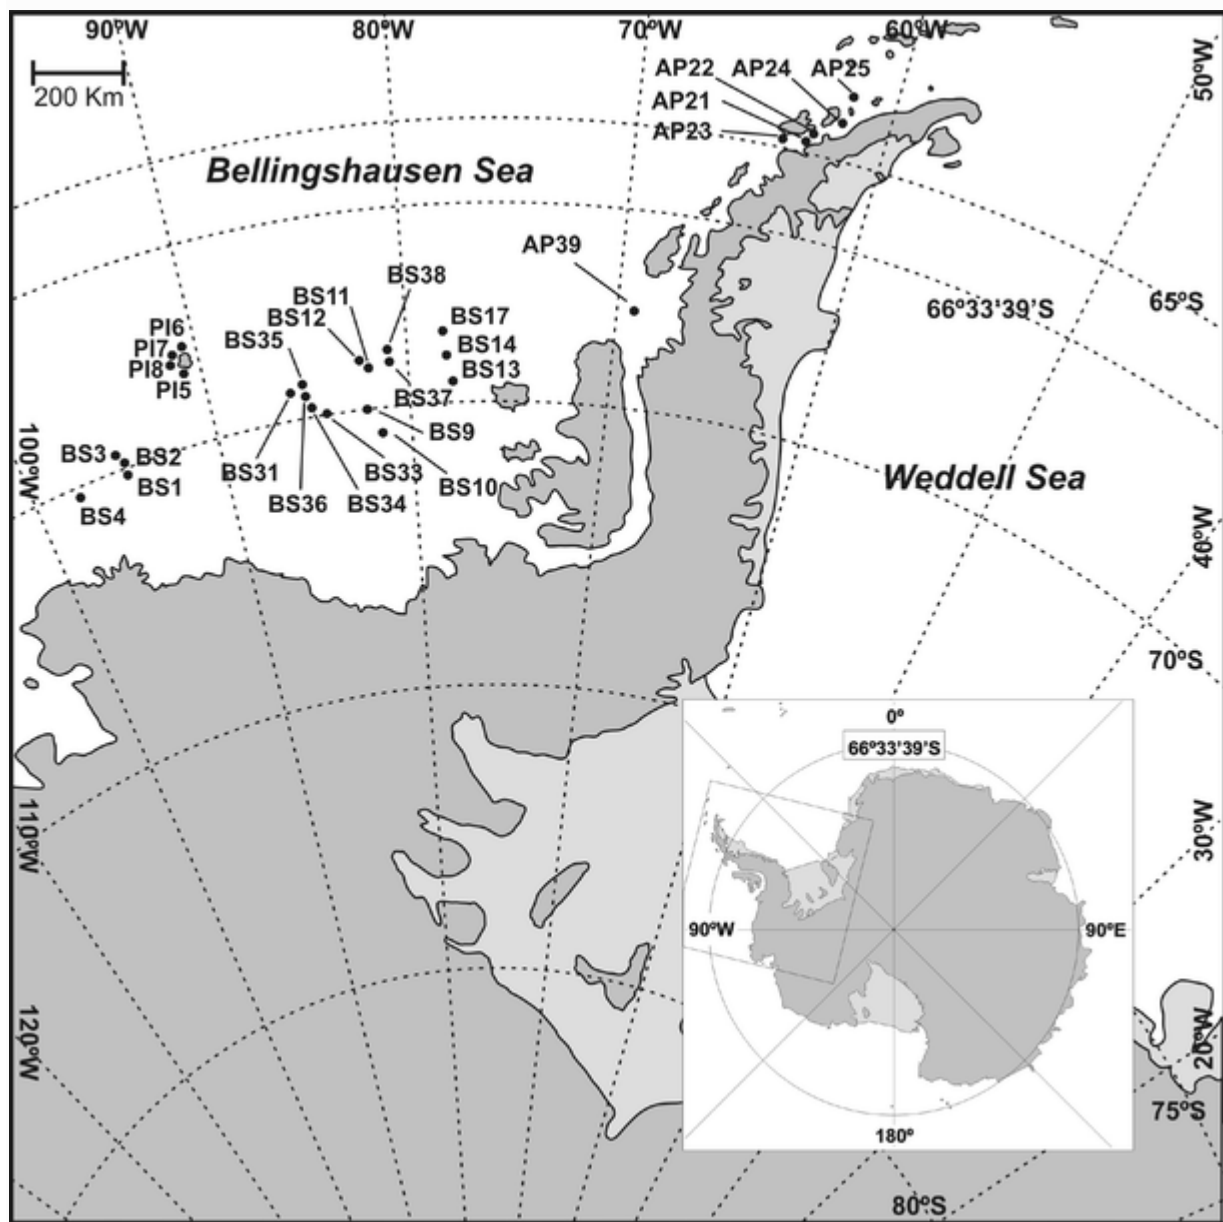 90ºW
80ºW
70ºW
60ºW
50ºW
200 Km
AP22
AP24
AP25
AP21
AP23
Bellingshausen Sea
AP39
BS38
BS11
BS12
BS17
66º33'39'S
65ºS
PI6
PI7
PI8
PI5
BS35
BS14
BS13
BS37
BS9
BS3
BS2
BS1
BS4
BS31
BS33
BS36
BS34
BS10
100ºW
Weddell Sea
40ºW
70ºS
0º
66º33'39'S
110ºW
30ºW
90ºW
90ºE
120ºW
20ºW
180º
75ºS
80ºS